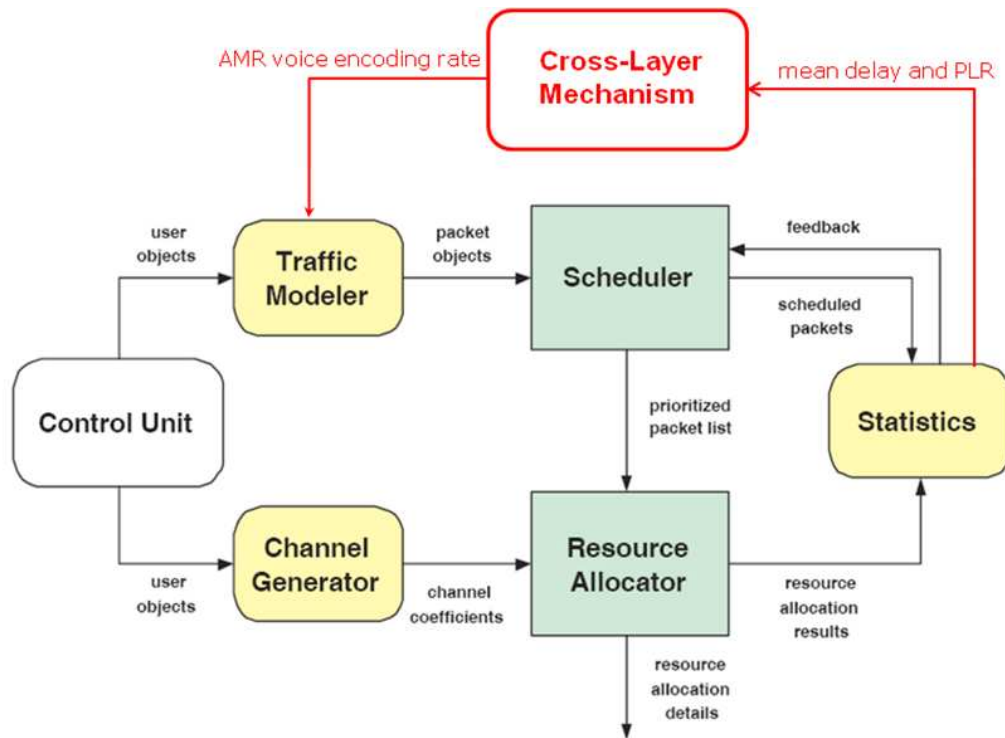 Cross-Layer
Mechanism
AMR voice encoding rate
mean delay and PLR
user
objects
Traffic
Modeler
packet
objects
Scheduler
feedback
scheduled
packets
Control Unit
prioritized
packet list
Statistics
user
objects
Channel
Generator
channel
coefficients
Resource
Allocator
resource
allocation
results
resource
allocation
details